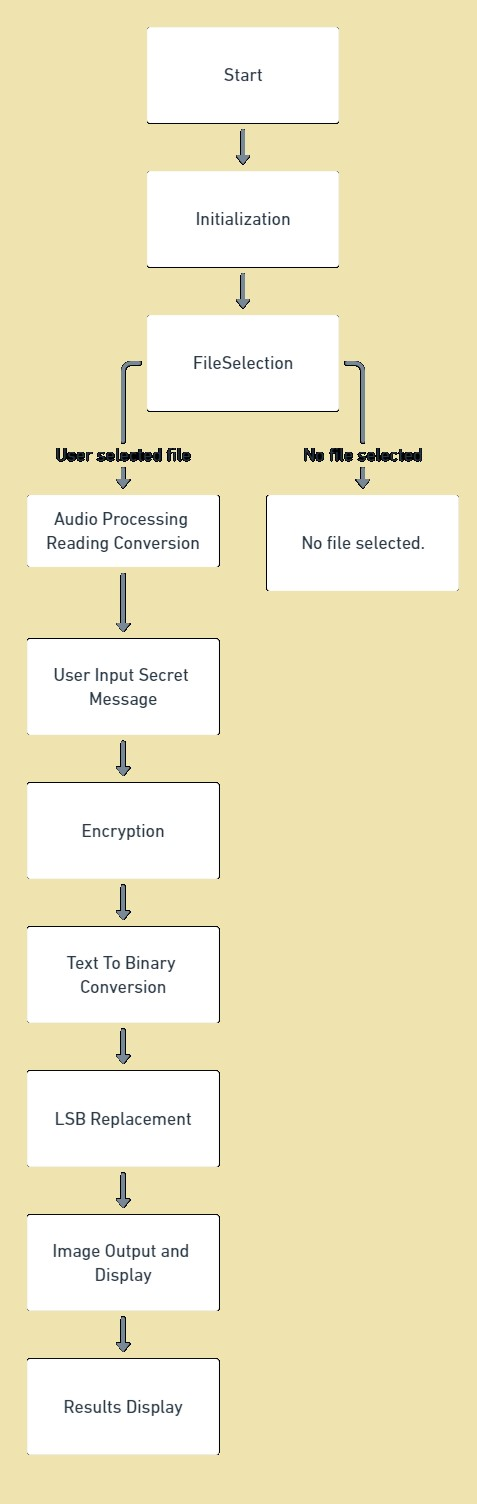 Start
Initialization
FileSelection
User selected file
No file selected
Audio Processing
Reading Conversion
No file selected.
User Input Secret
Message
Encryption
Text To Binary
Conversion
LSB Replacement
Image Output and
Display
Results Display